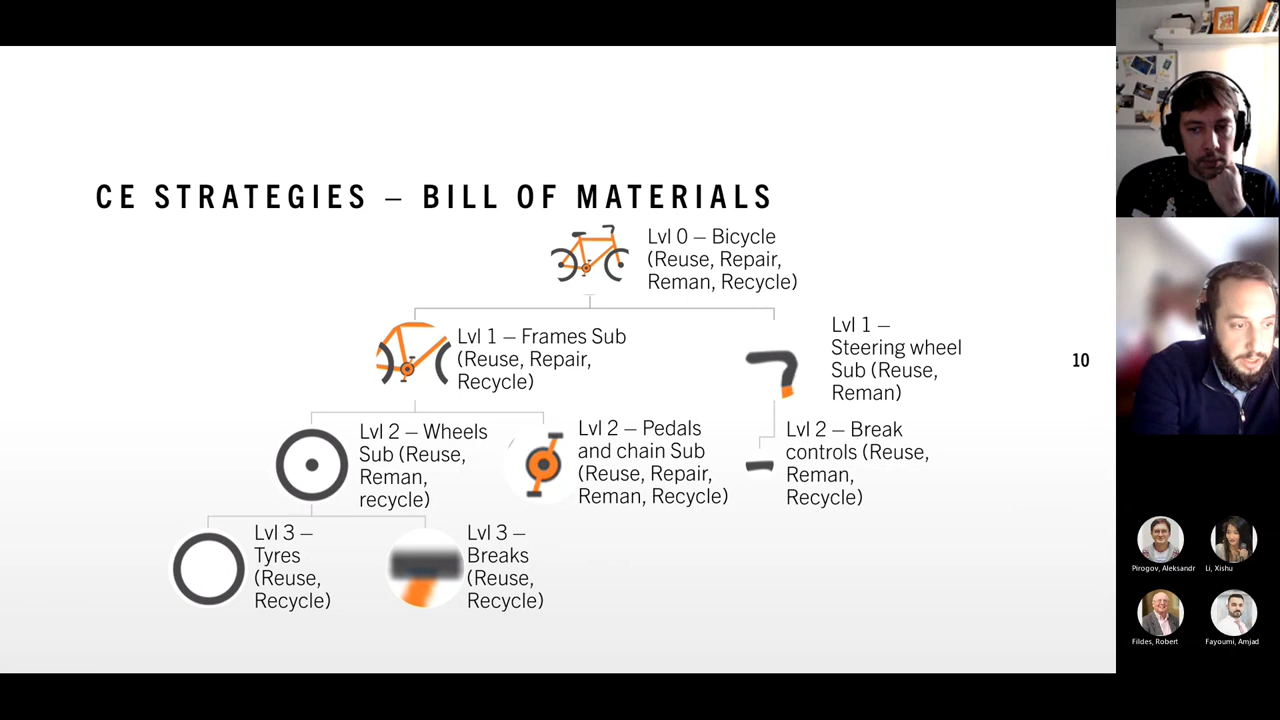 CE STRATEGIES – BILL OF MATERIALS
Lvl 0 – Bicycle
(Reuse, Repair,
Reman, Recycle)
Lvl 1 – Frames Sub
(Reuse, Repair,
Recycle)
Lvl 1 –
Steering wheel
Sub (Reuse,
Reman)
10
Lvl 2 – Wheels
Sub (Reuse,
Reman,
recycle)
Lvl 2 – Pedals
and chain Sub
(Reuse, Repair,
Reman, Recycle)
Lvl 2 – Break
controls (Reuse,
Reman,
Recycle)
Lvl 3 –
Tyres
(Reuse,
Recycle)
Lvl 3 –
Breaks
(Reuse,
Recycle)
Pirogov, Aleksandr
Li, Xishu
Fildes, Robert
Fayoumi, Amjad